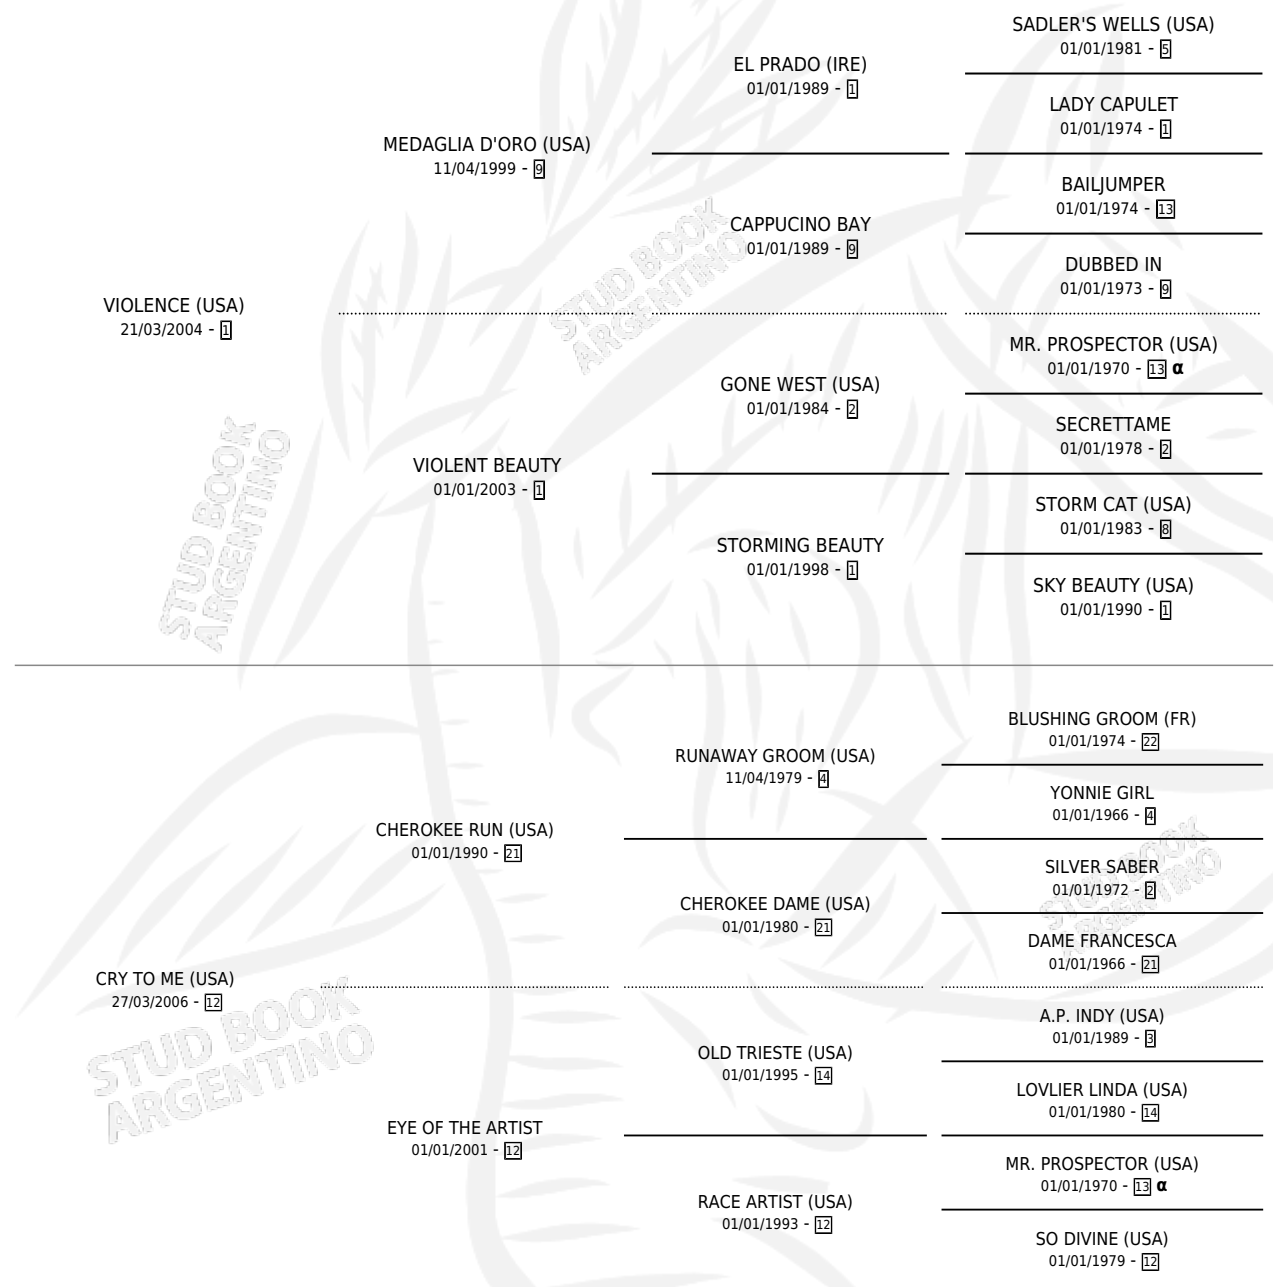 SADLER'S WELLS (USA)
01/01/1981 - 5
EL PRADO (IRE)
01/01/1989 - 1
LADY CAPULET
01/01/1974 - 1
MEDAGLIA D'ORO (USA)
11/04/1999 - 9
BAILJUMPER
01/01/1974 - 13
CAPPUCINO BAY
01/01/1989 - 9
DUBBED IN
01/01/1973 - 9
VIOLENCE (USA)
21/03/2004 - 1
MR. PROSPECTOR (USA)
01/01/1970 - 13 α
GONE WEST (USA)
01/01/1984 - 2
SECRETTAME
01/01/1978 - 2
VIOLENT BEAUTY
01/01/2003 - 1
STORM CAT (USA)
01/01/1983 - 8
STORMING BEAUTY
01/01/1998 - 1
SKY BEAUTY (USA)
01/01/1990 - 1
BLUSHING GROOM (FR)
01/01/1974 - 22
RUNAWAY GROOM (USA)
11/04/1979 - 4
YONNIE GIRL
01/01/1966 - 4
CHEROKEE RUN (USA)
01/01/1990 - 21
SILVER SABER
01/01/1972 - 2
CHEROKEE DAME (USA)
01/01/1980 - 21
DAME FRANCESCA
01/01/1966 - 21
CRY TO ME (USA)
27/03/2006 - 12
A.P. INDY (USA)
01/01/1989 - 3
OLD TRIESTE (USA)
01/01/1995 - 14
LOVLIER LINDA (USA)
01/01/1980 - 14
EYE OF THE ARTIST
01/01/2001 - 12
MR. PROSPECTOR (USA)
01/01/1970 - 13 α
RACE ARTIST (USA)
01/01/1993 - 12
SO DIVINE (USA)
01/01/1979 - 12
STUD BOOK
ARGENTINO
STUD BOOK
ARGENTINO
STUD BOOK
ARGENTINO
STUD BOOK
ARGENTINO